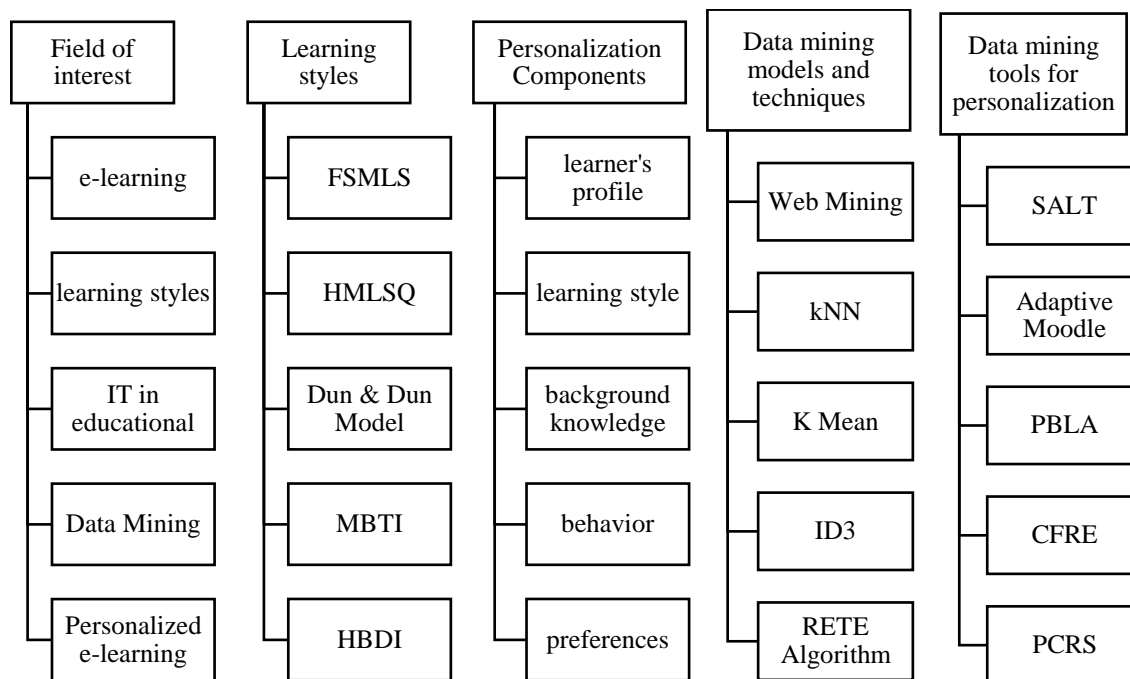 Field of
interest
e-learning
learning styles
IT in
educational
Data Mining
Personalized
e-learning
Learning
styles
FSMLS
HMLSQ
Dun & Dun
Model
MBTI
HBDI
Personalization
Components
learner's
profile
learning style
background
knowledge
behavior
preferences
Data mining
models and
techniques
Web Mining
kNN
K Mean
ID3
RETE
Algorithm
Data mining
tools for
personalization
SALT
Adaptive
Moodle
PBLA
CFRE
PCRS